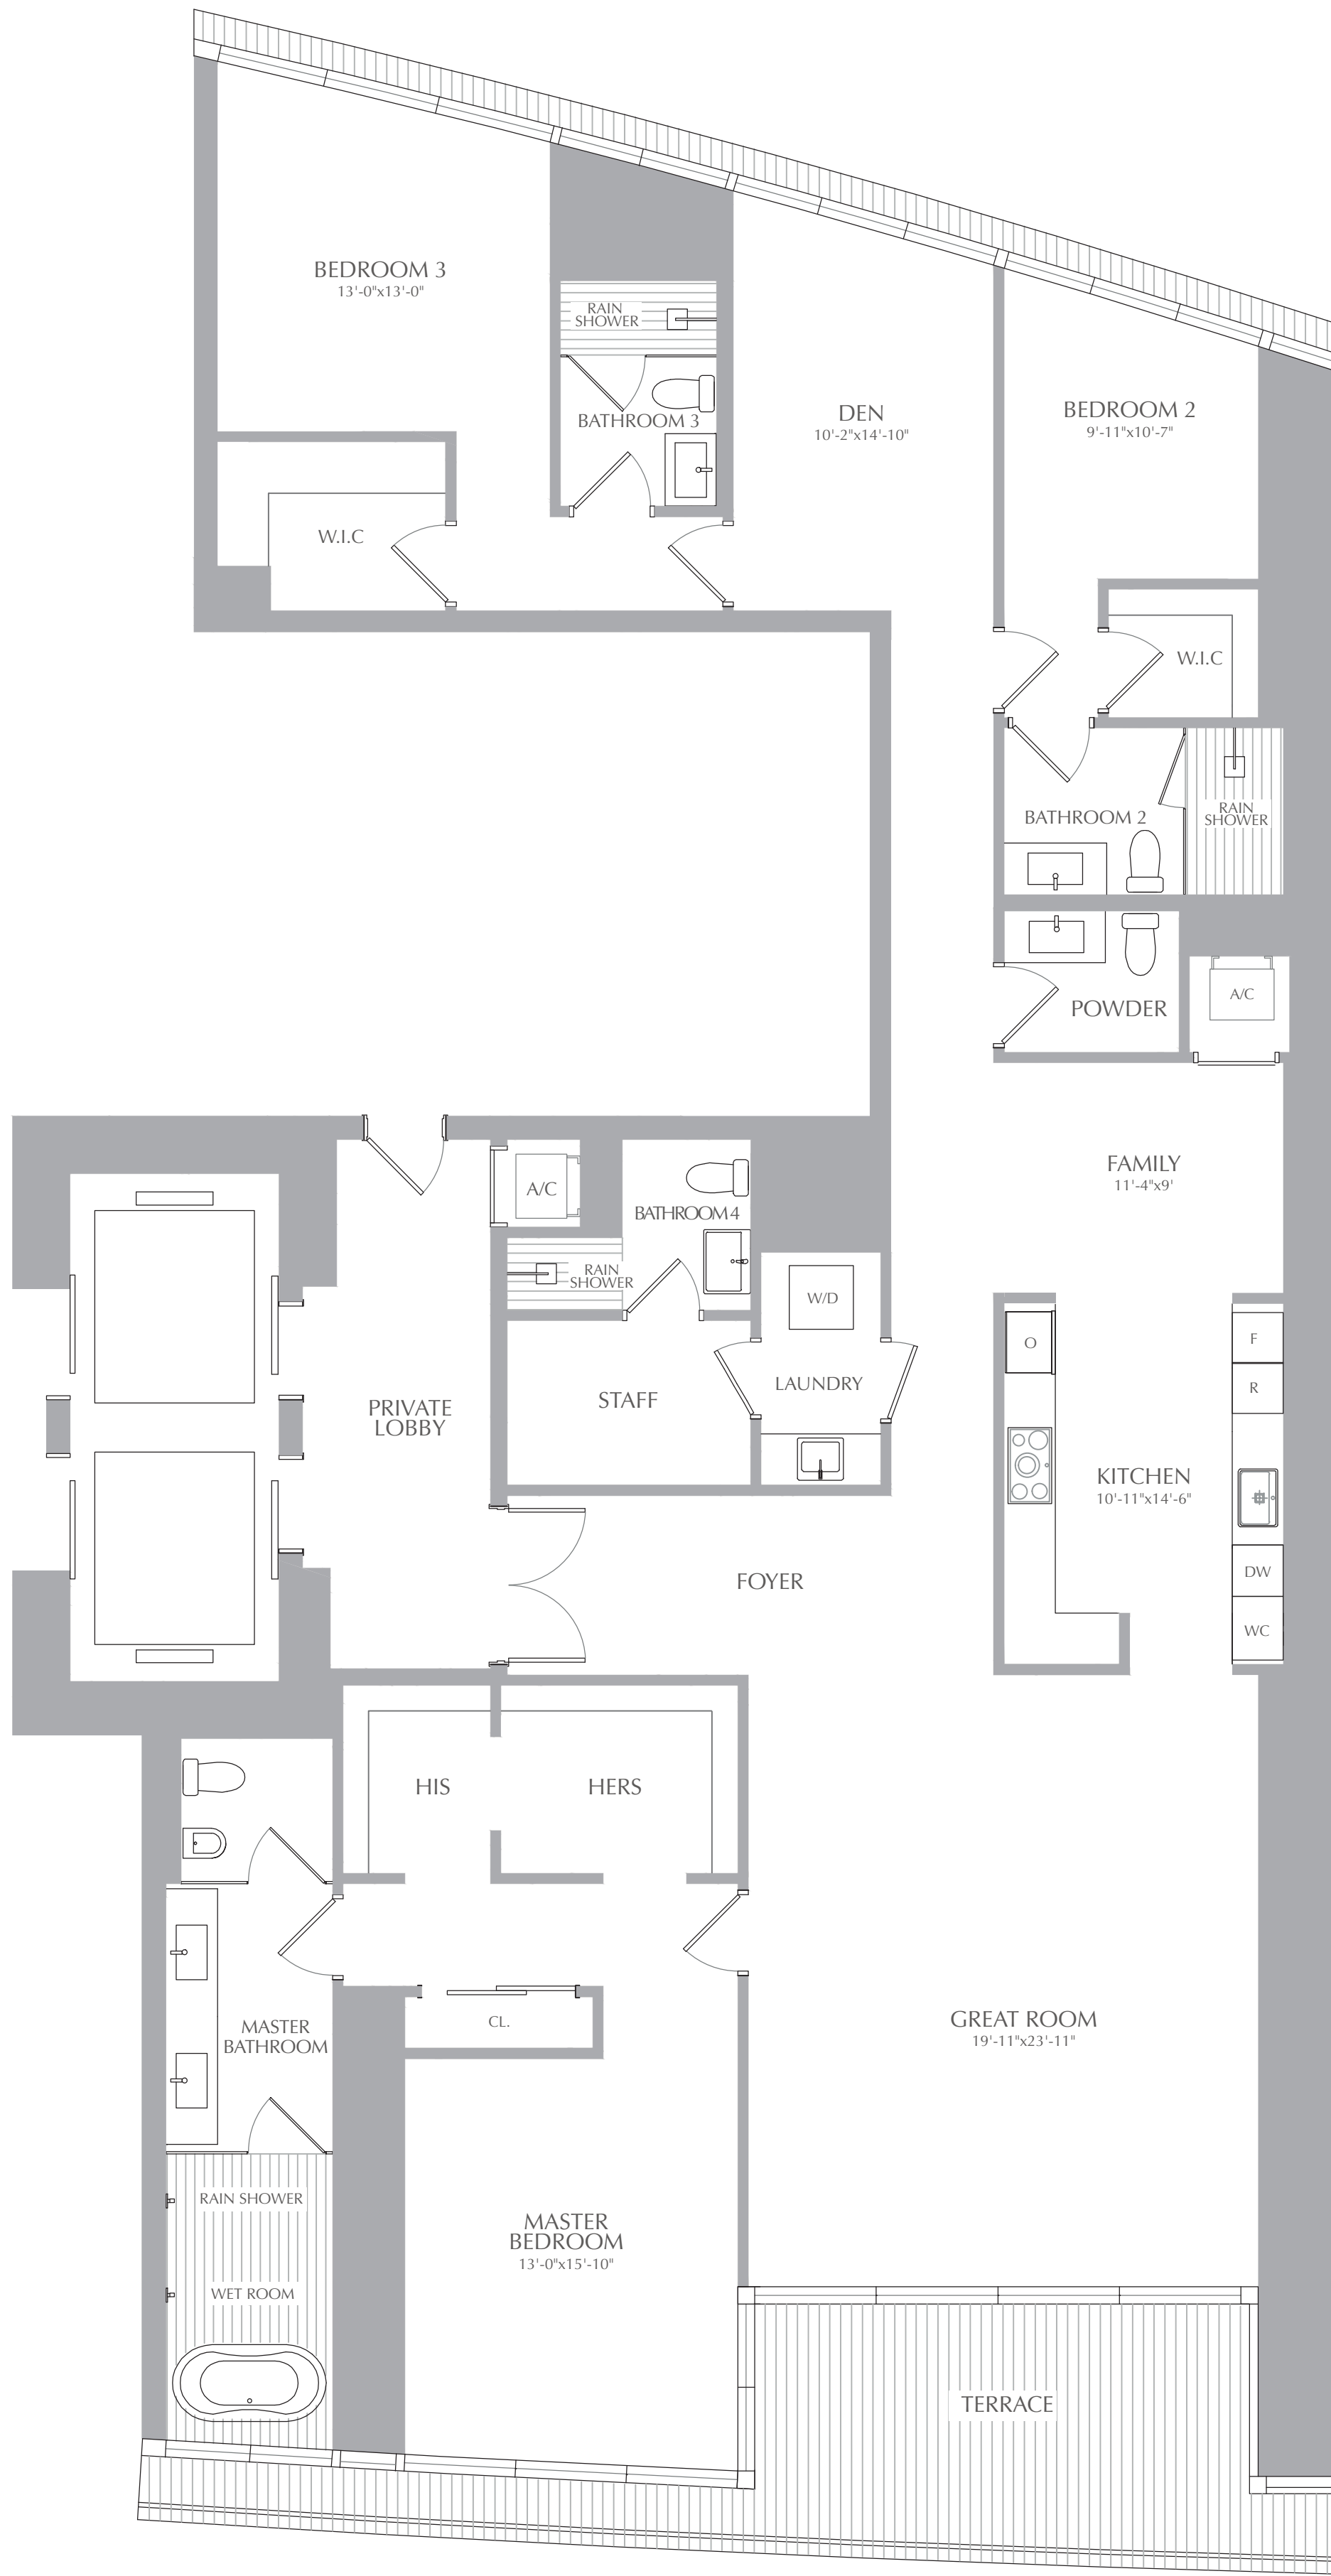 BEDROOM 3
13'-0"x13'-0"
RAIN
SHOWER
BATHROOM 3
W.I.C
DEN
10'-2"x14'-10"
BEDROOM 2
9'-11"x10'-7"
W.I.C
BATHROOM 2
RAIN
SHOWER
POWDER
A/C
FAMILY
11'-4"x9'
A/C
BATHROOM 4
RAIN
SHOWER
W/D
LAUNDRY
STAFF
PRIVATE
LOBBY
O
F
R
KITCHEN
10'-11"x14'-6"
DW
WC
FOYER
HIS
HERS
CL.
MASTER
BATHROOM
GREAT ROOM
19'-11"x23'-11"
RAIN SHOWER
WET ROOM
MASTER
BEDROOM
13'-0"x15'-10"
TERRACE